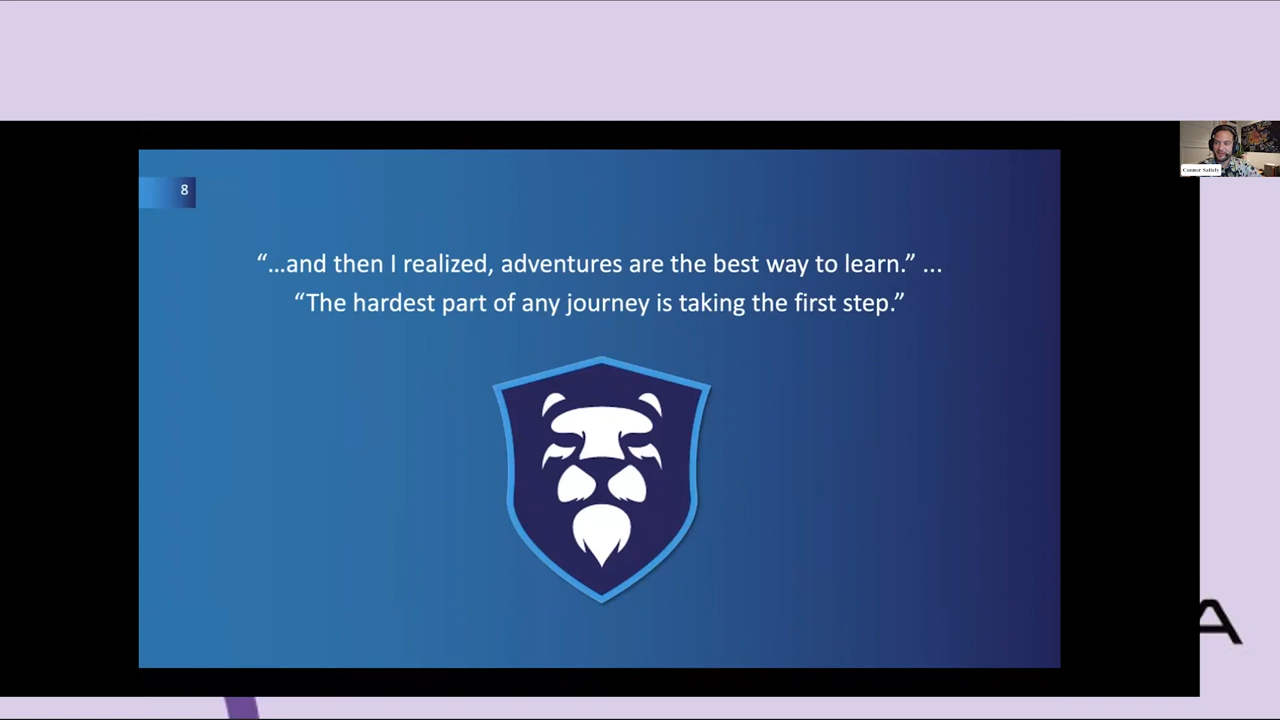 8
“…and then I realized, adventures are the best way to learn.” ...
“The hardest part of any journey is taking the first step.”
Connor
A